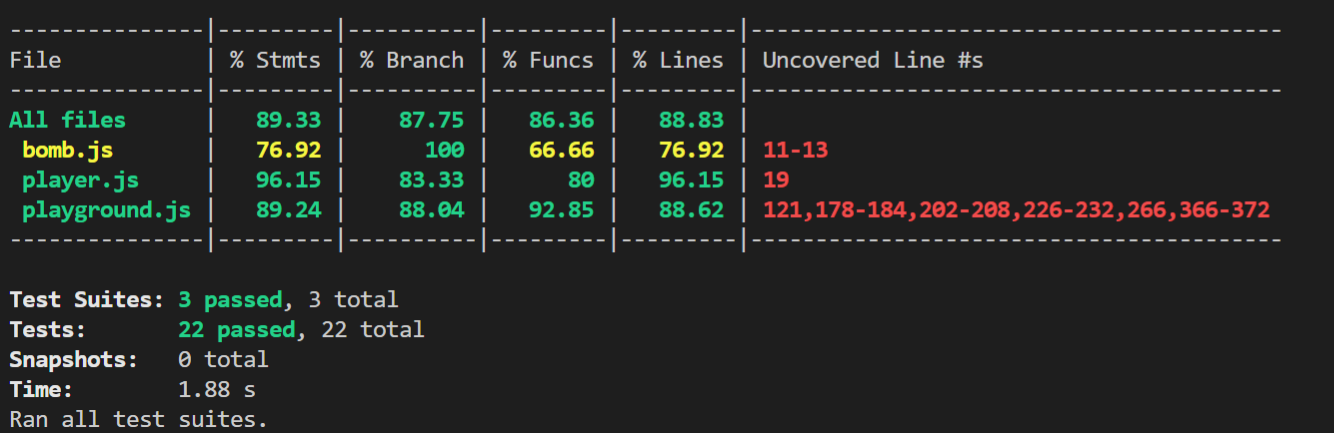 ---------------|---------|----------|---------|---------|-----------------------------------------
File           | % Stmts | % Branch | % Funcs | % Lines | Uncovered Line #s
---------------|---------|----------|---------|---------|-----------------------------------------
All files      |   89.33 |    87.75 |   86.36 |   88.83 |
 bomb.js       |   76.92 |      100 |   66.66 |   76.92 | 11-13
 player.js     |   96.15 |    83.33 |      80 |   96.15 | 19
 playground.js |   89.24 |    88.04 |   92.85 |   88.62 | 121,178-184,202-208,226-232,266,366-372
---------------|---------|----------|---------|---------|-----------------------------------------
Test Suites: 3 passed, 3 total
Tests:       22 passed, 22 total
Snapshots:   0 total
Time:        1.88 s
Ran all test suites.